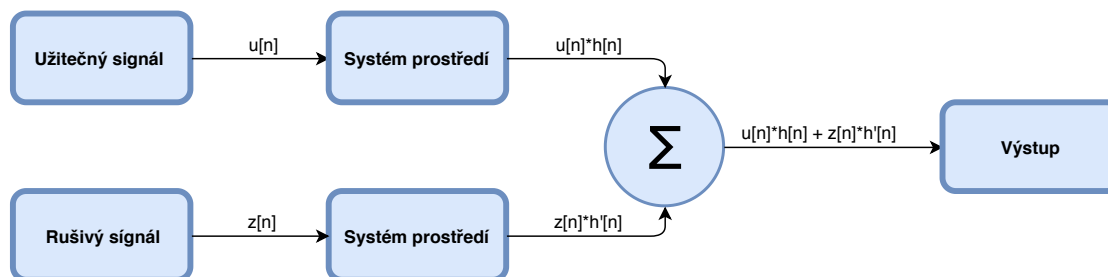 Užitečný signál
u[n]
Systém prostředí
u[n]*h[n]
Σ
u[n]*h[n] + z[n]*h'[n]
Výstup
Rušivý sígnál
z[n]
Systém prostředí
z[n]*h'[n]